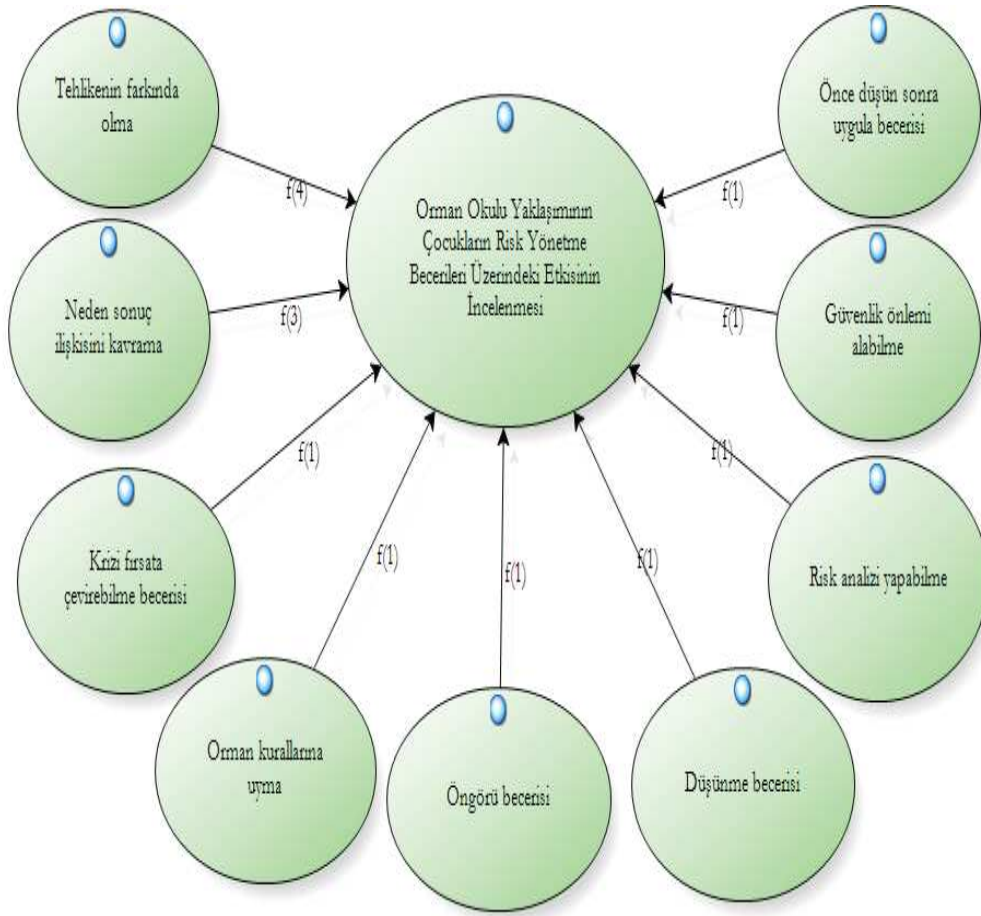 Tehlikenin farkında
olma
Önce düşün sonra
uygula becerisi
Orman Okulu Yaklaşımının
Çocukların Risk Yönetme
Becerileri Üzerindeki Etkisinin
İncelenmesi
f(4)
f(1)
Neden sonuç
ilişkisini kavrama
f(3)
f(1)
Güvenlik önlemi
alabilme
Krizi fırsata
çevirebilme becerisi
f(1)
f(1)
Risk analizi yapabilme
f(1)
f(1)
f(1)
Orman kurallarına
uyma
Öngörü becerisi
Düşünme becerisi